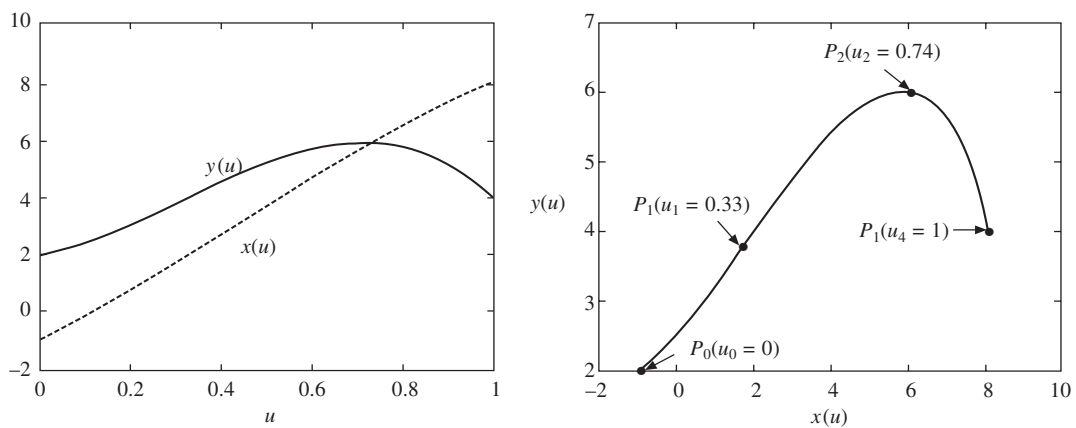 10
8
6
4
2
0
−2
y(u)
x(u)
0
0.2
0.4
0.6
0.8
1
u
7
6
5
4
3
2
y(u)
P2(u2 = 0.74)
P1(u1 = 0.33)
P1(u4 = 1)
P0(u0 = 0)
−2
0
2
4
6
8
10
x(u)